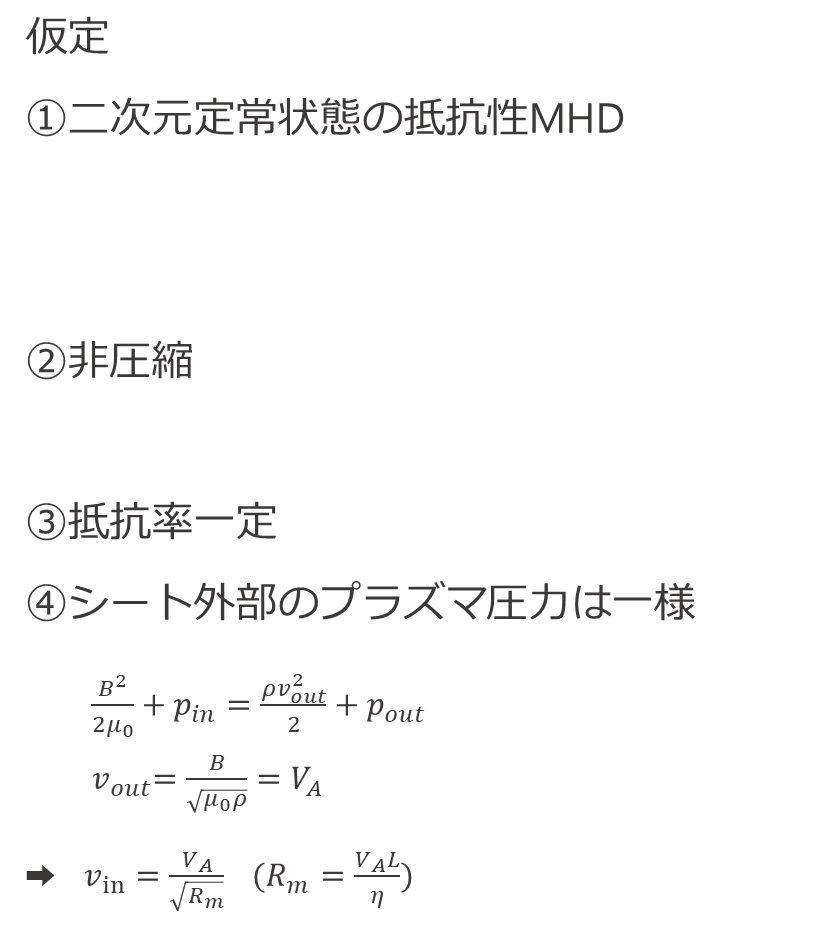 仮定
①二次元定常状態の抵抗性MHD
②非圧縮
③抵抗率一定
④シート外部のプラズマ圧力は一様
$\frac{B^2}{2\mu_0} + p_{in} = \frac{\rho v_{out}^2}{2} + p_{out}$
$v_{out} = \frac{B}{\sqrt{\mu_0 \rho}} = V_A$
➡ $v_{\mathrm{in}} = \frac{V_A}{\sqrt{R_m}}$ $(R_m = \frac{V_A L}{\eta})$